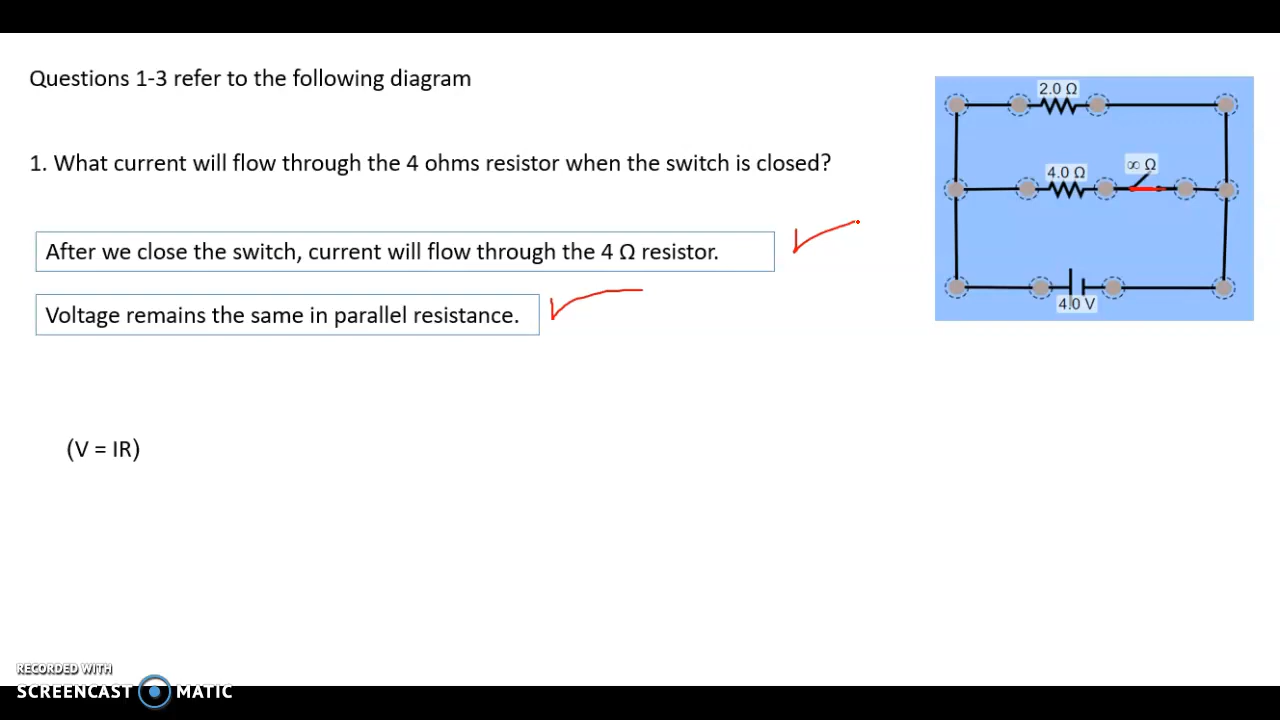 Questions 1-3 refer to the following diagram
2.0 Ω
1. What current will flow through the 4 ohms resistor when the switch is closed?
4.0 Ω
∞ Ω
After we close the switch, current will flow through the 4 Ω resistor.
Voltage remains the same in parallel resistance.
4.0 V
(V = IR)
RECORDED WITH
SCREENCAST MATIC